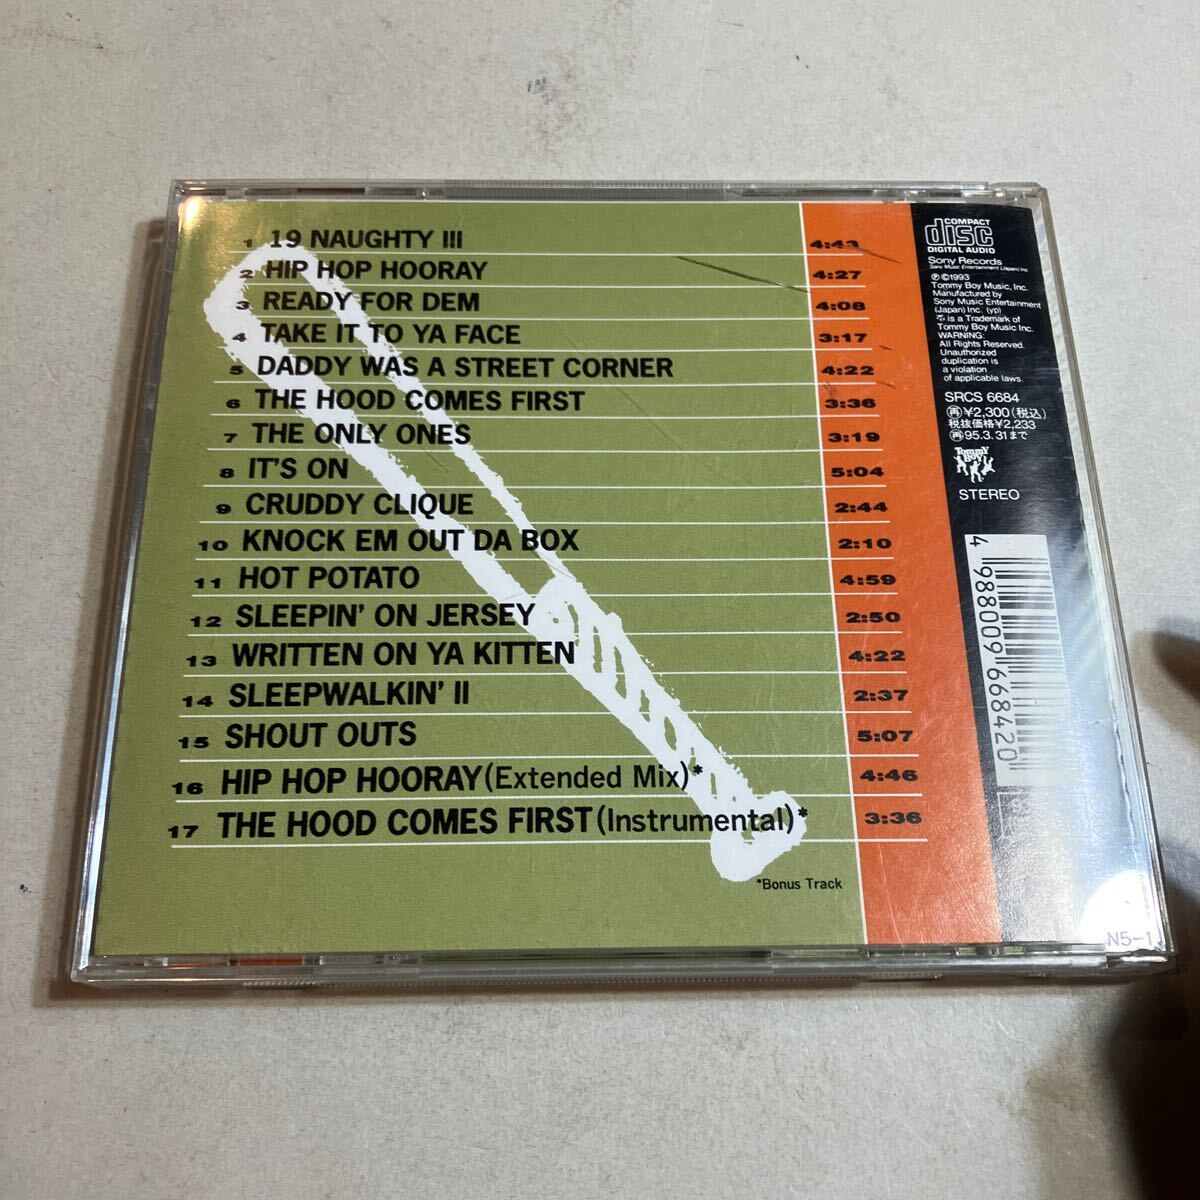 1 19 NAUGHTY III 4:43
2 HIP HOP HOORAY 4:27
3 READY FOR DEM 4:08
4 TAKE IT TO YA FACE 3:17
5 DADDY WAS A STREET CORNER 4:22
6 THE HOOD COMES FIRST 3:36
7 THE ONLY ONES 3:19
8 IT'S ON 5:04
9 CRUDDY CLIQUE 2:44
10 KNOCK EM OUT DA BOX 2:10
11 HOT POTATO 4:59
12 SLEEPIN' ON JERSEY 2:50
13 WRITTEN ON YA KITTEN 4:22
14 SLEEPWALKIN' II 2:37
15 SHOUT OUTS 5:07
16 HIP HOP HOORAY (Extended Mix)* 4:46
17 THE HOOD COMES FIRST (Instrumental)* 3:36
*Bonus Track
COMPACT
disc
DIGITAL AUDIO
Sony Records
Sony Music Entertainment (Japan) Inc.
℗©1993
Tommy Boy Music, Inc.
Manufactured by
Sony Music Entertainment
(Japan) Inc. (yp)
is a Trademark of
Tommy Boy Music Inc.
WARNING:
All Rights Reserved.
Unauthorized
duplication is
a violation
of applicable laws.
SRCS 6684
㊢¥2,300(税込)
税抜価格¥2,233
㊢95.3.31まで
Tommy
Boy
STEREO
4 988009 668420
N5-1